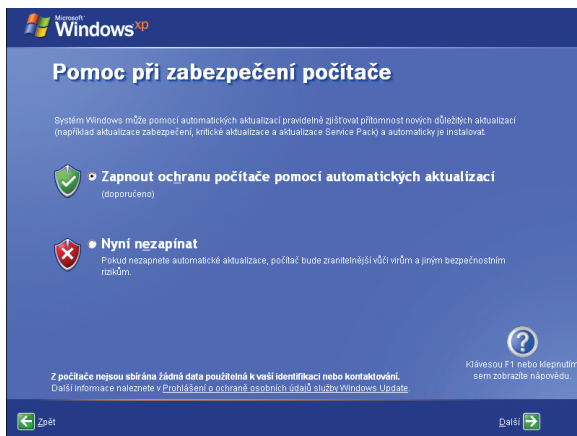 Microsoft
Windows xp
Pomoc při zabezpečení počítače
Systém Windows může pomocí automatických aktualizací pravidelně zjišťovat přítomnost nových důležitých aktualizací
(například aktualizace zabezpečení, kritické aktualizace a aktualizace Service Pack) a automaticky je instalovat.
Zapnout ochranu počítače pomocí automatických aktualizací
(doporučeno)
Nyní nezapínat
Pokud nezapnete automatické aktualizace, počítač bude zranitelnější vůči virům a jiným bezpečnostním
rizikům.
Klávesou F1 nebo klepnutím
sem zobrazíte nápovědu.
Z počítače nejsou sbírána žádná data použitelná k vaší identifikaci nebo kontaktování.
Další informace naleznete v Prohlášení o ochraně osobních údajů služby Windows Update.
Zpět
Další